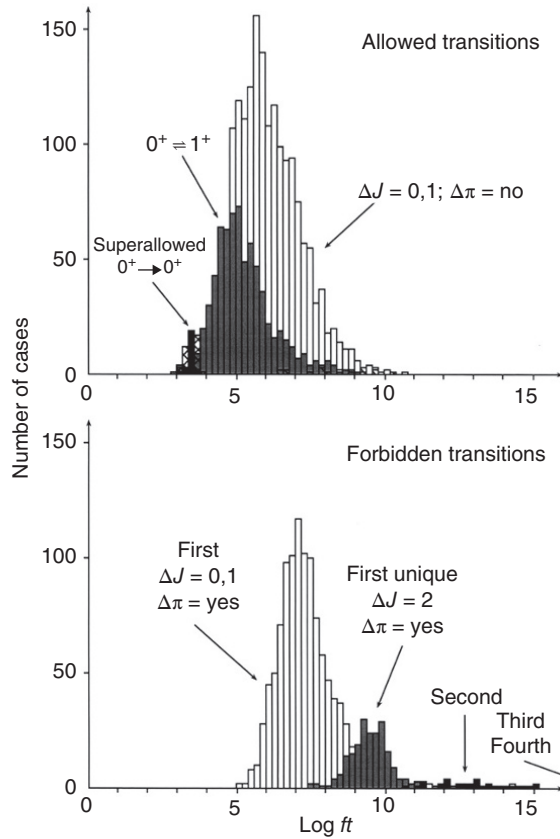 Number of cases
150
100
50
0
Allowed transitions
0⁺ ⇌ 1⁺
ΔJ = 0,1; Δπ = no
Superallowed
0⁺ → 0⁺
0
5
10
15
150
100
50
0
Forbidden transitions
First
ΔJ = 0,1
Δπ = yes
First unique
ΔJ = 2
Δπ = yes
Second
Third
Fourth
0
5
10
15
Log ft